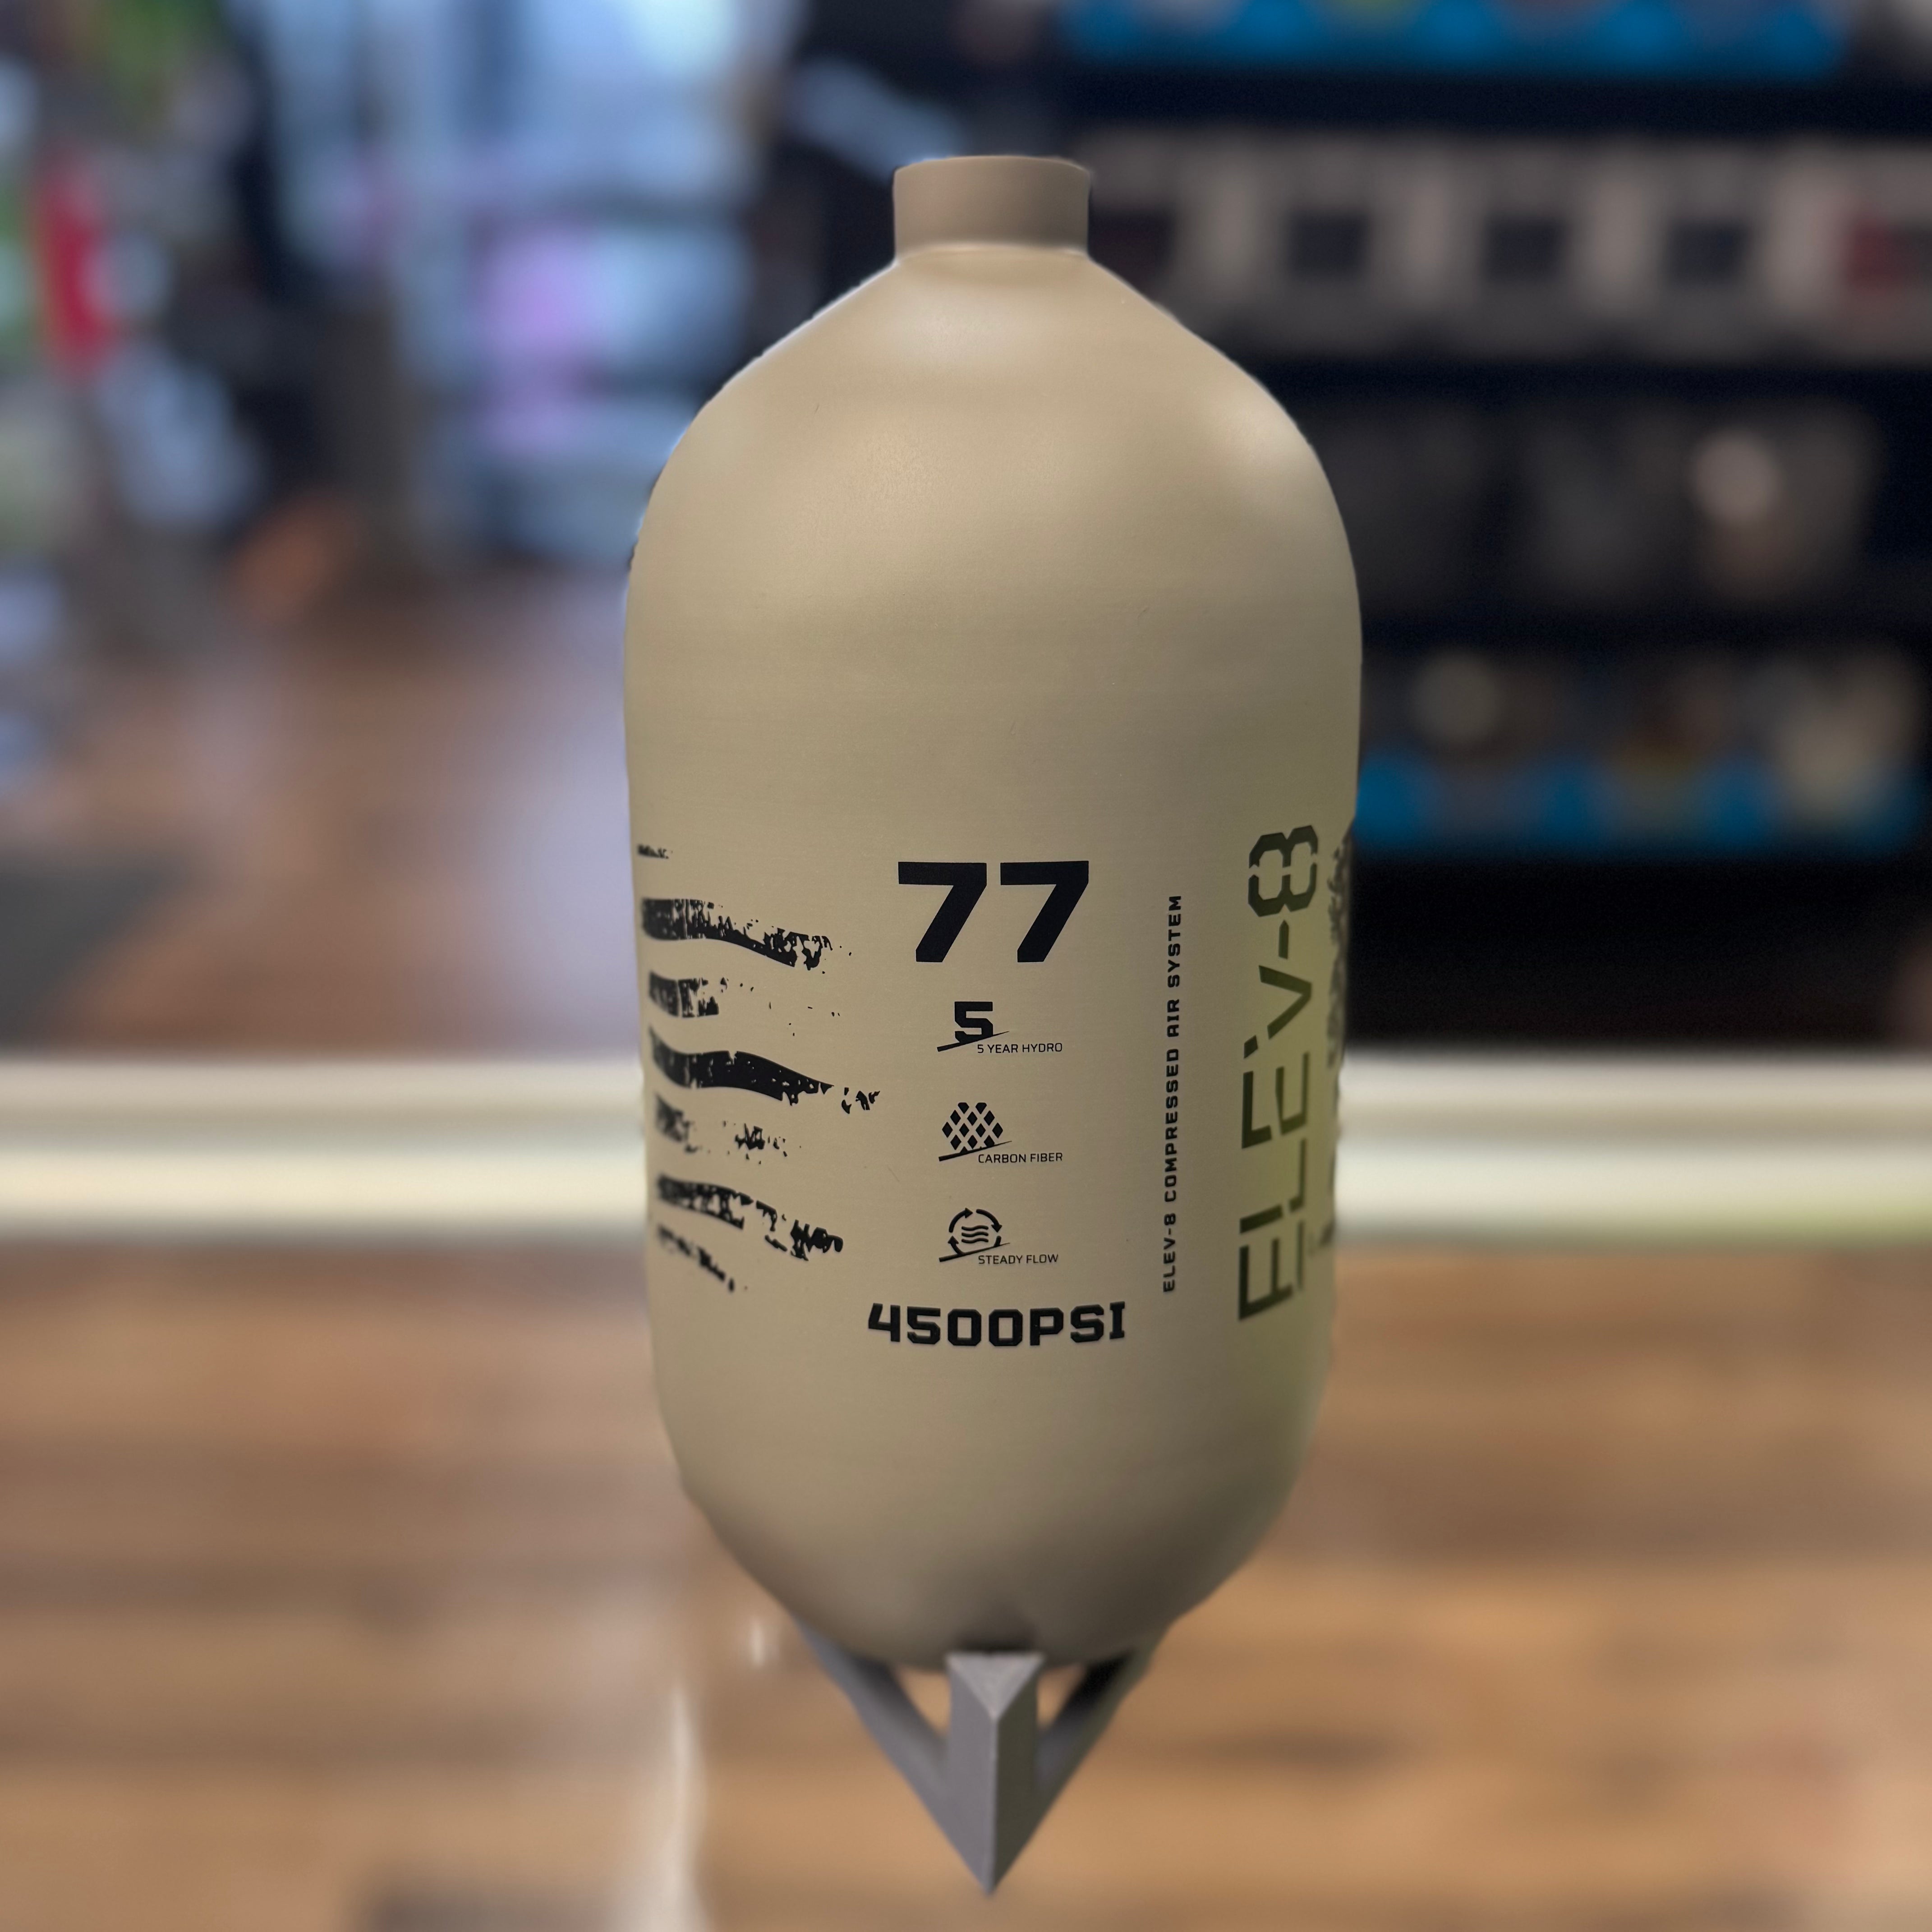 77
5
5 YEAR HYDRO
CARBON FIBER
STEADY FLOW
4500PSI
ELEV-8 COMPRESSED AIR SYSTEM
ELEV-8